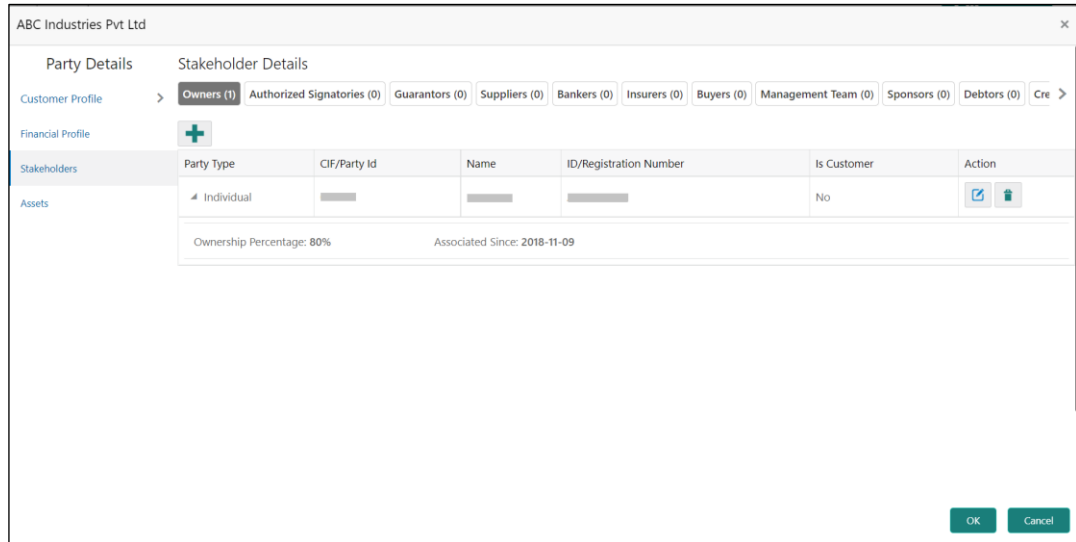 ABC Industries Pvt Ltd
Party Details
Stakeholder Details
Customer Profile
Owners (1) Authorized Signatories (0) Guarantors (0) Suppliers (0) Bankers (0) Insurers (0) Buyers (0) Management Team (0) Sponsors (0) Debtors (0) Cre
Financial Profile
Stakeholders
Assets
Party Type CIF/Party Id Name ID/Registration Number Is Customer Action
Individual No
Ownership Percentage: 80% Associated Since: 2018-11-09
OK Cancel